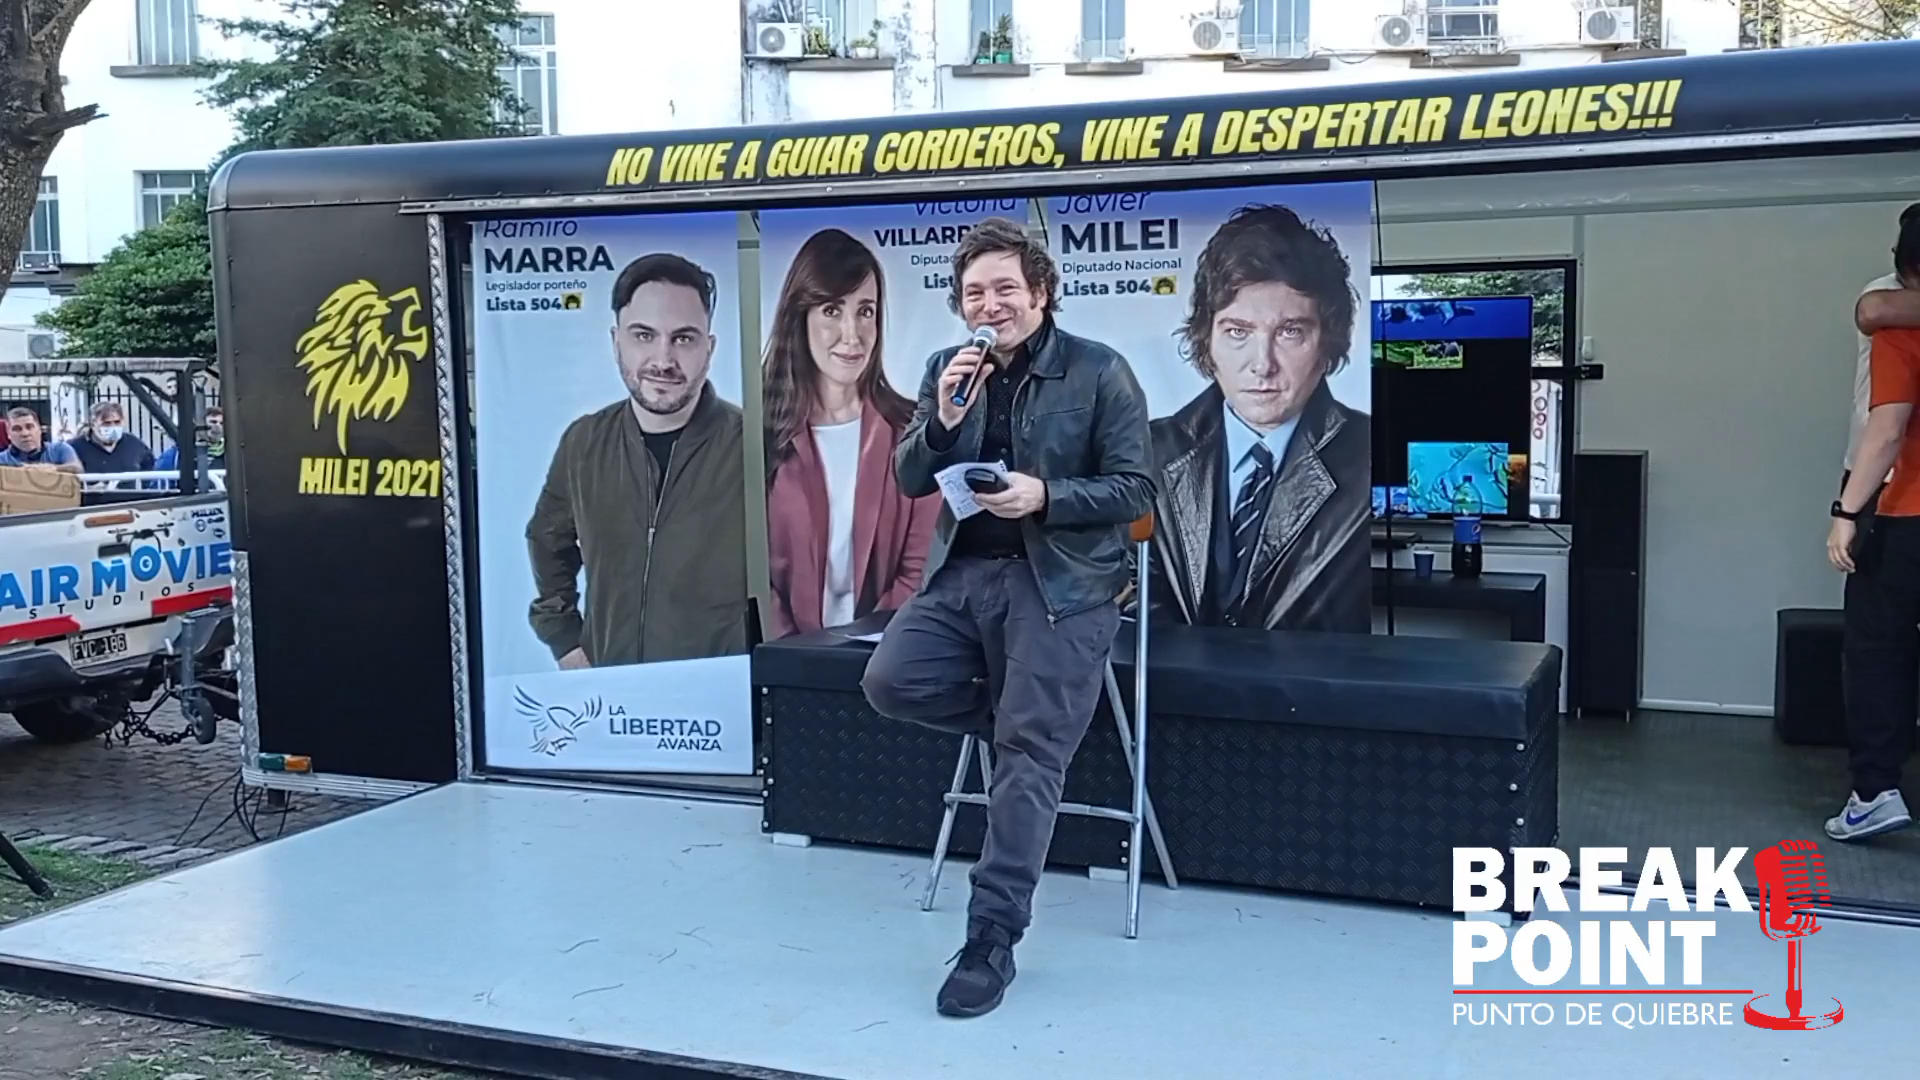 NO VINE A GUIAR CORDEROS, VINE A DESPERTAR LEONES!!!
MILEI 2021
Ramiro
MARRA
Legislador porteño
Lista 504
Victoria
Javier
MILEI
Diputado Nacional
Lista 504
LA
LIBERTAD
AVANZA
AIR MOVIE
STUDIOS
FVC 186
BREAK
POINT
PUNTO DE QUIEBRE